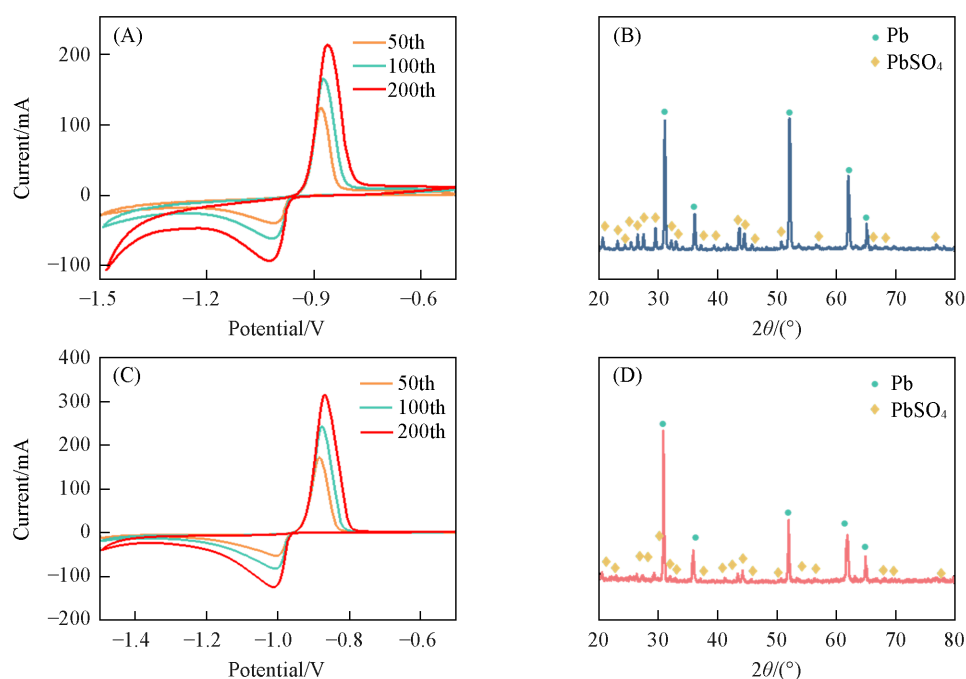 (A)
50th
100th
200th
200
100
0
−100
Current/mA
−1.5
−1.2
−0.9
−0.6
Potential/V
(B)
Pb
PbSO₄
20
30
40
50
60
70
80
2θ/(°)
(C)
50th
100th
200th
400
300
200
100
0
−100
−200
Current/mA
−1.4
−1.2
−1.0
−0.8
−0.6
Potential/V
(D)
Pb
PbSO₄
20
30
40
50
60
70
80
2θ/(°)